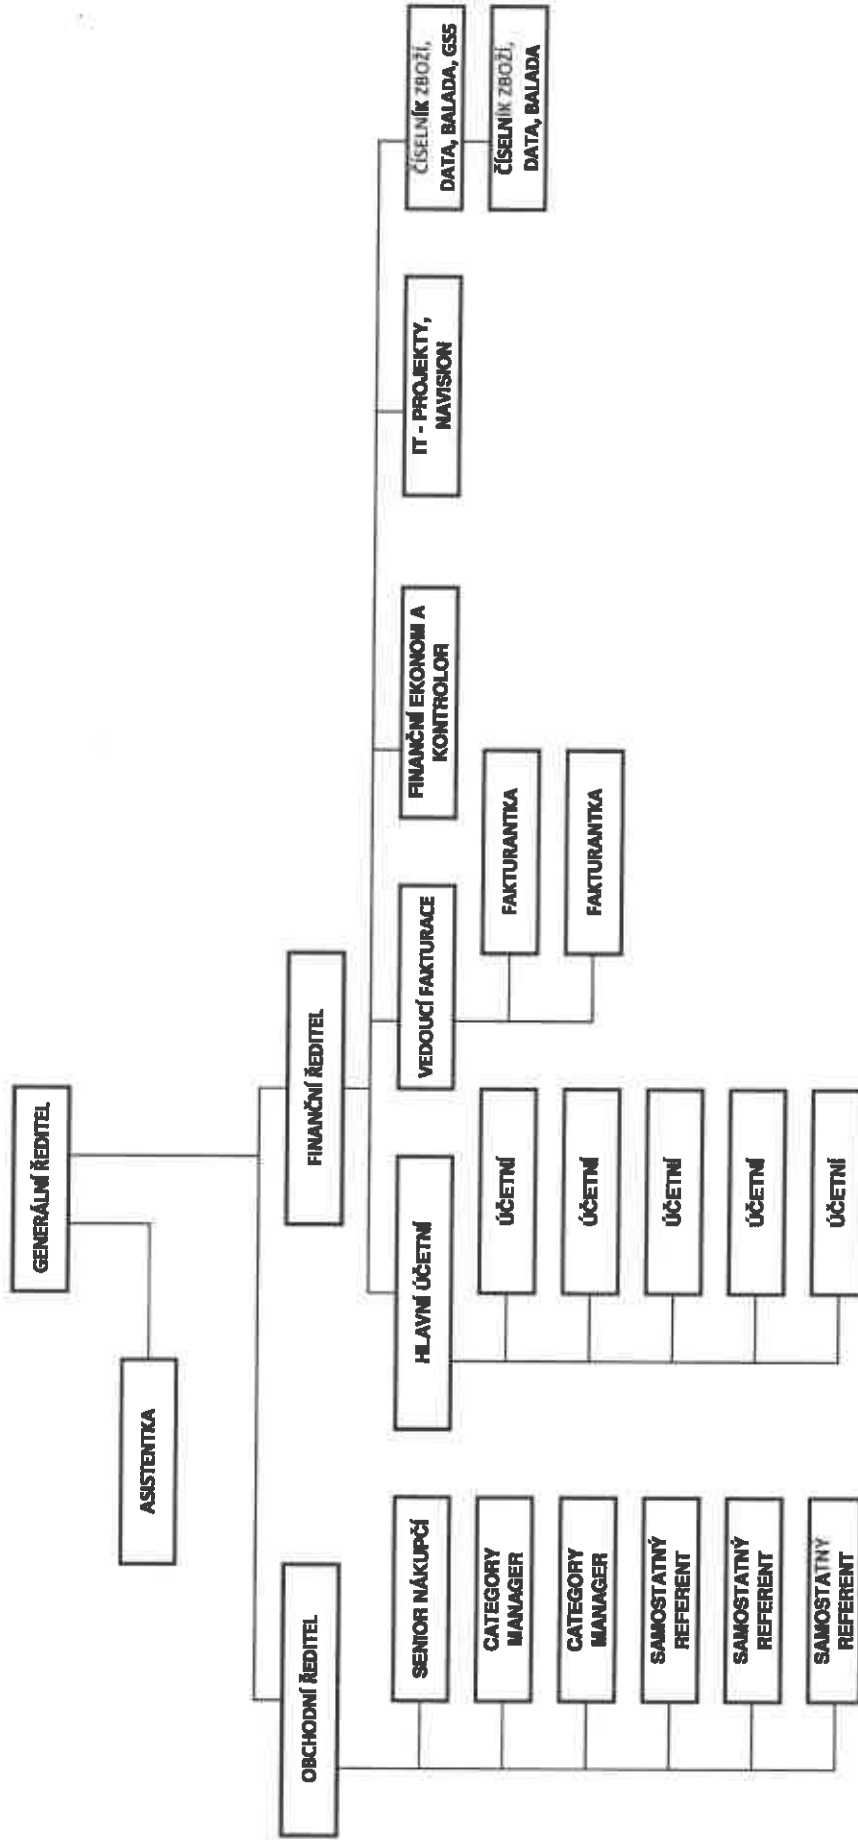 GENERÁLNÍ ŘEDITEL
ASISTENTKA
OBCHODNÍ ŘEDITEL
FINANČNÍ ŘEDITEL
SENIOR NÁKUPČÍ
CATEGORY
MANAGER
CATEGORY
MANAGER
SAMOSTATNÝ
REFERENT
SAMOSTATNÝ
REFERENT
SAMOSTATNÝ
REFERENT
HLAVNÍ ÚČETNÍ
ÚČETNÍ
ÚČETNÍ
ÚČETNÍ
ÚČETNÍ
ÚČETNÍ
VEDOUCÍ FAKTURACE
FAKTURANTKA
FAKTURANTKA
FINANČNÍ EKONOM A
KONTROLOR
IT - PROJEKTY,
NAVISION
ČÍSELNÍK ZBOŽÍ,
DATA, BALADA, GS5
ČÍSELNÍK ZBOŽÍ,
DATA, BALADA